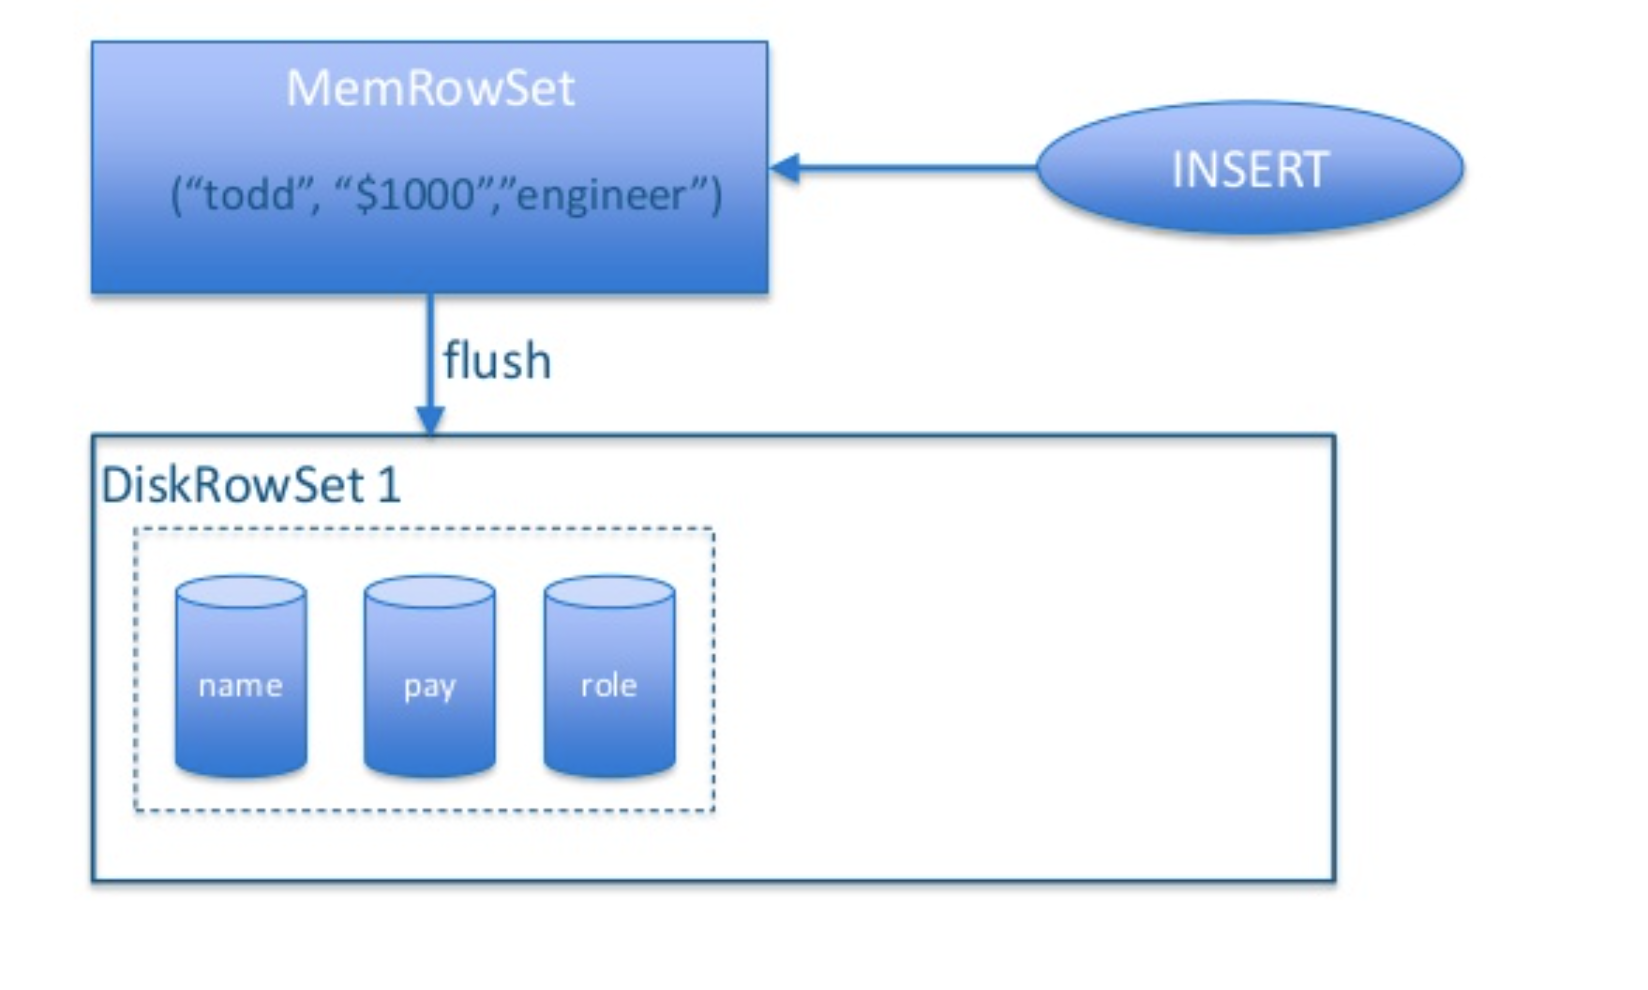 MemRowSet
(“todd”, “$1000”,”engineer”)
INSERT
flush
DiskRowSet 1
name
pay
role